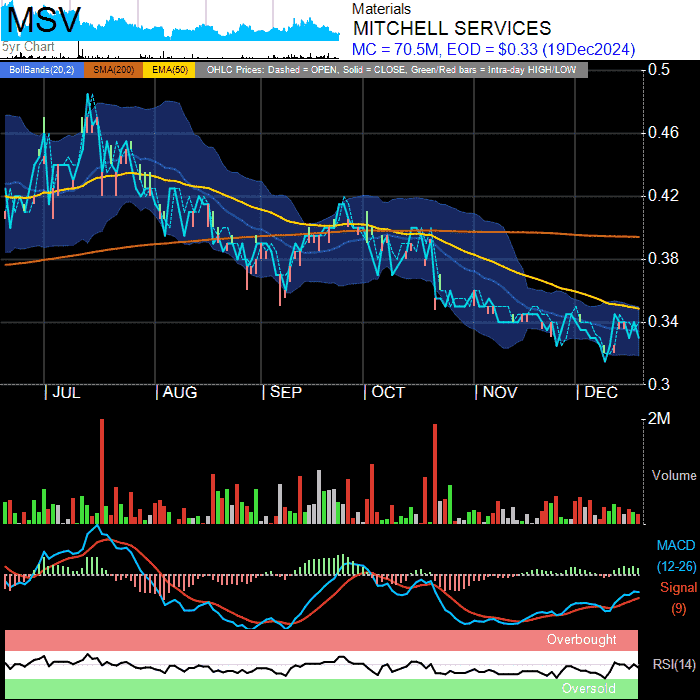 MSV
5yr Chart
Materials
MITCHELL SERVICES
MC = 70.5M, EOD = $0.33 (19Dec2024)
BollBands(20,2) SMA(200) EMA(50) OHLC Prices: Dashed = OPEN, Solid = CLOSE, Green/Red bars = Intra-day HIGH/LOW
0.5
0.46
0.42
0.38
0.34
0.3
JUL AUG SEP OCT NOV DEC
2M
Volume
MACD
(12-26)
Signal
(9)
Overbought
RSI(14)
Oversold